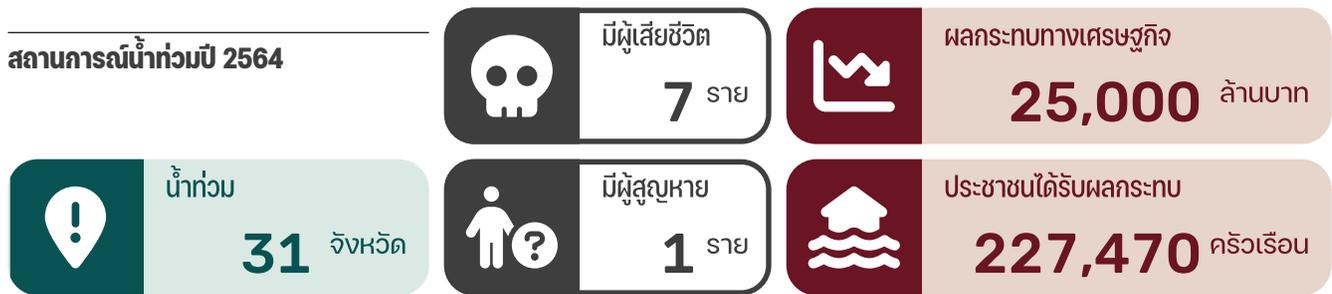 สถานการณ์น้ำท่วมปี 2564
น้ำท่วม
31 จังหวัด
มีผู้เสียชีวิต
7 ราย
มีผู้สูญหาย
1 ราย
ผลกระทบทางเศรษฐกิจ
25,000 ล้านบาท
ประชาชนได้รับผลกระทบ
227,470 ครัวเรือน